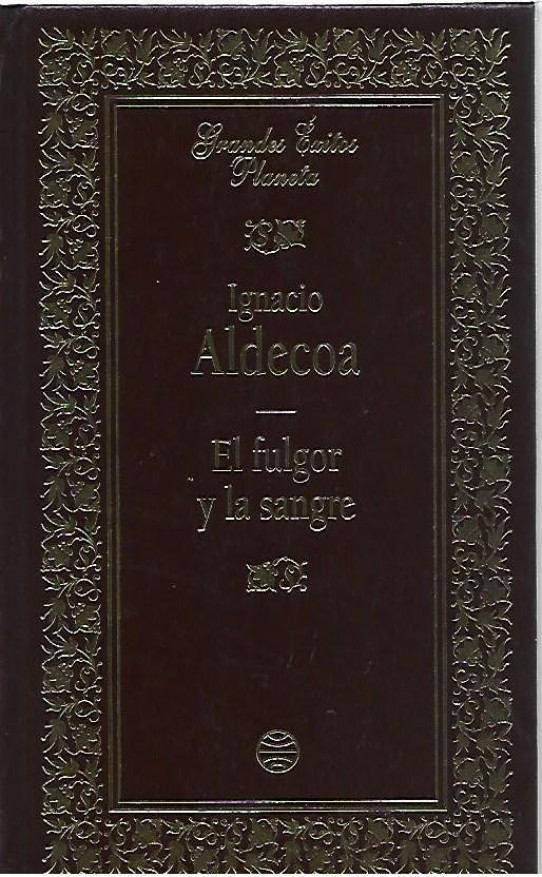 Grandes Éxitos
Planeta
Ignacio
Aldecoa
El fulgor
y la sangre